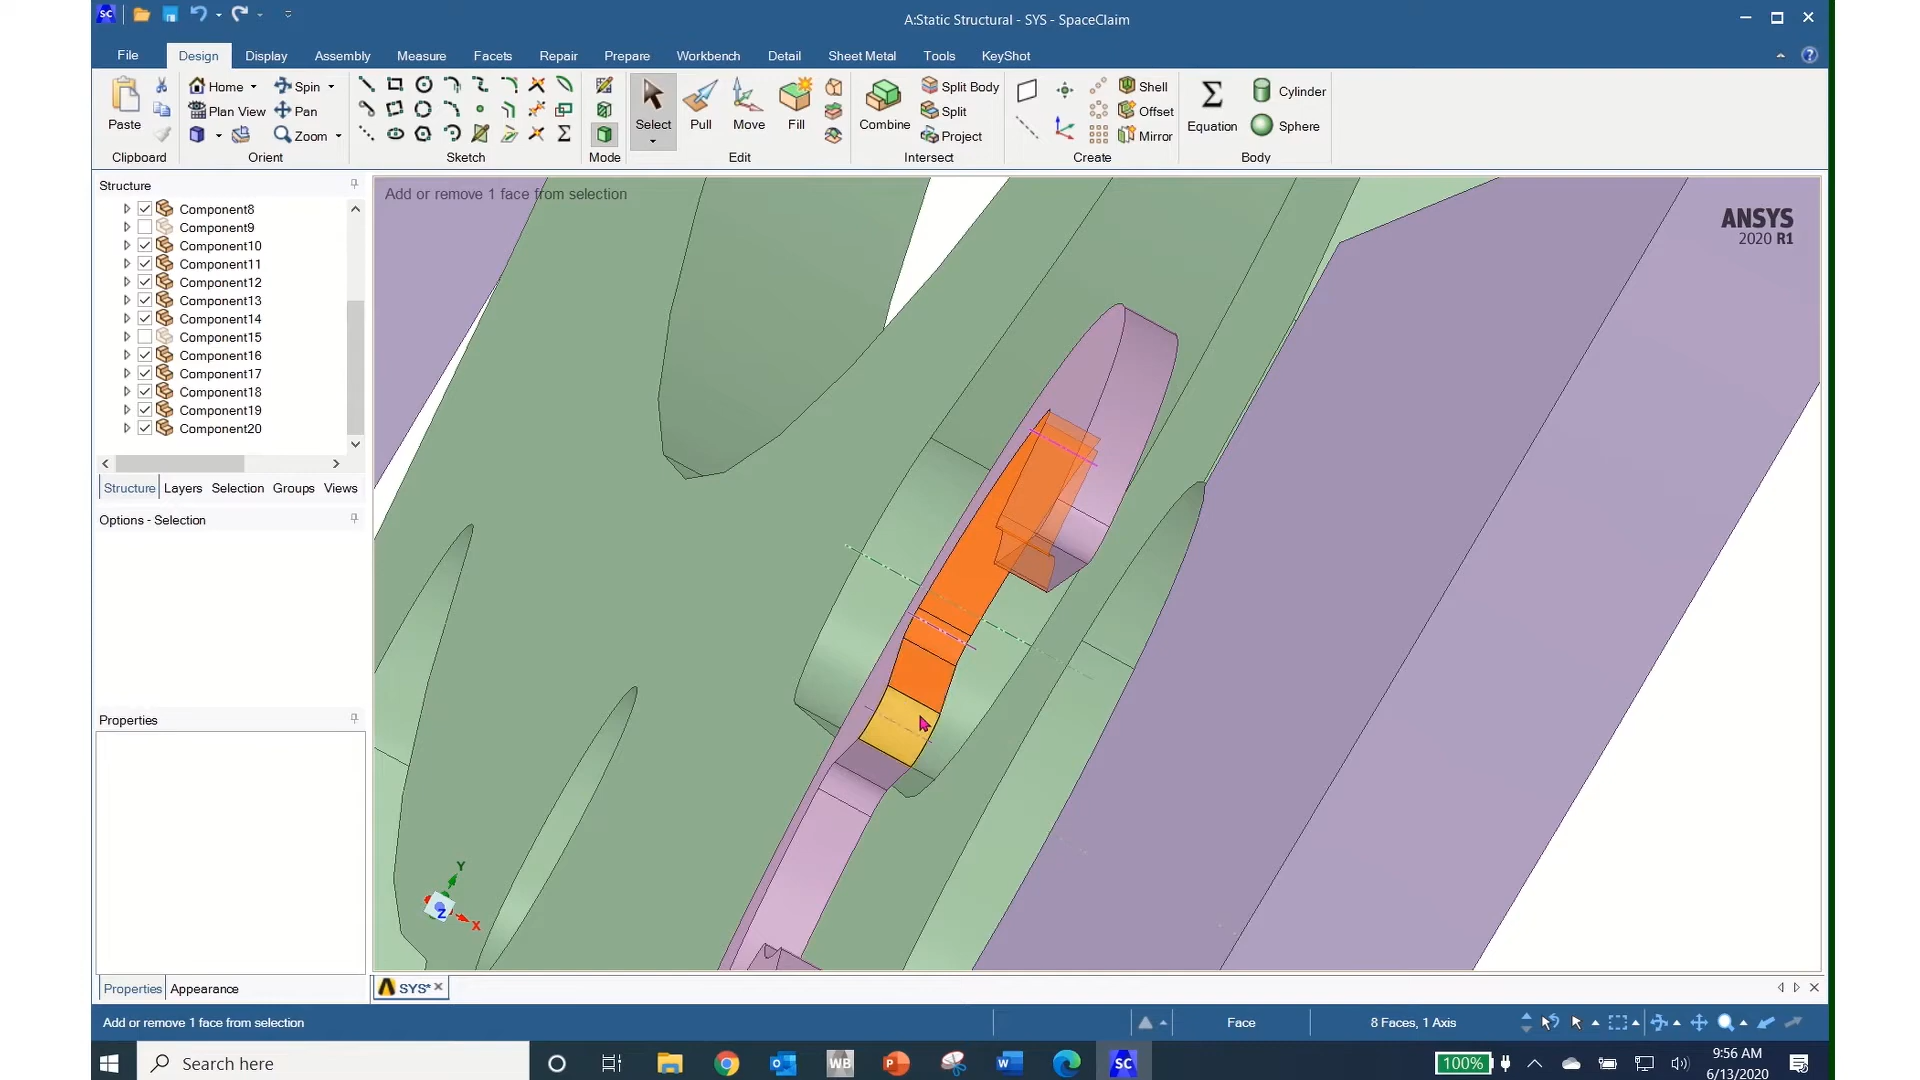 A:Static Structural - SYS - SpaceClaim
File Design Display Assembly Measure Facets Repair Prepare Workbench Detail Sheet Metal Tools KeyShot
Paste
Clipboard
Home Spin
Plan View Pan
Zoom
Orient
Sketch
Mode
Select Pull Move Fill
Edit
Combine
Split Body
Split
Project
Intersect
Shell
Offset
Mirror
Create
Equation
Cylinder
Sphere
Body
Structure
Component8
Component9
Component10
Component11
Component12
Component13
Component14
Component15
Component16
Component17
Component18
Component19
Component20
Structure Layers Selection Groups Views
Options - Selection
Properties
Properties Appearance
Add or remove 1 face from selection
ANSYS
2020 R1
Y
Z
X
SYS*
Add or remove 1 face from selection
Face
8 Faces, 1 Axis
Search here
WB
SC
100%
9:56 AM
6/13/2020